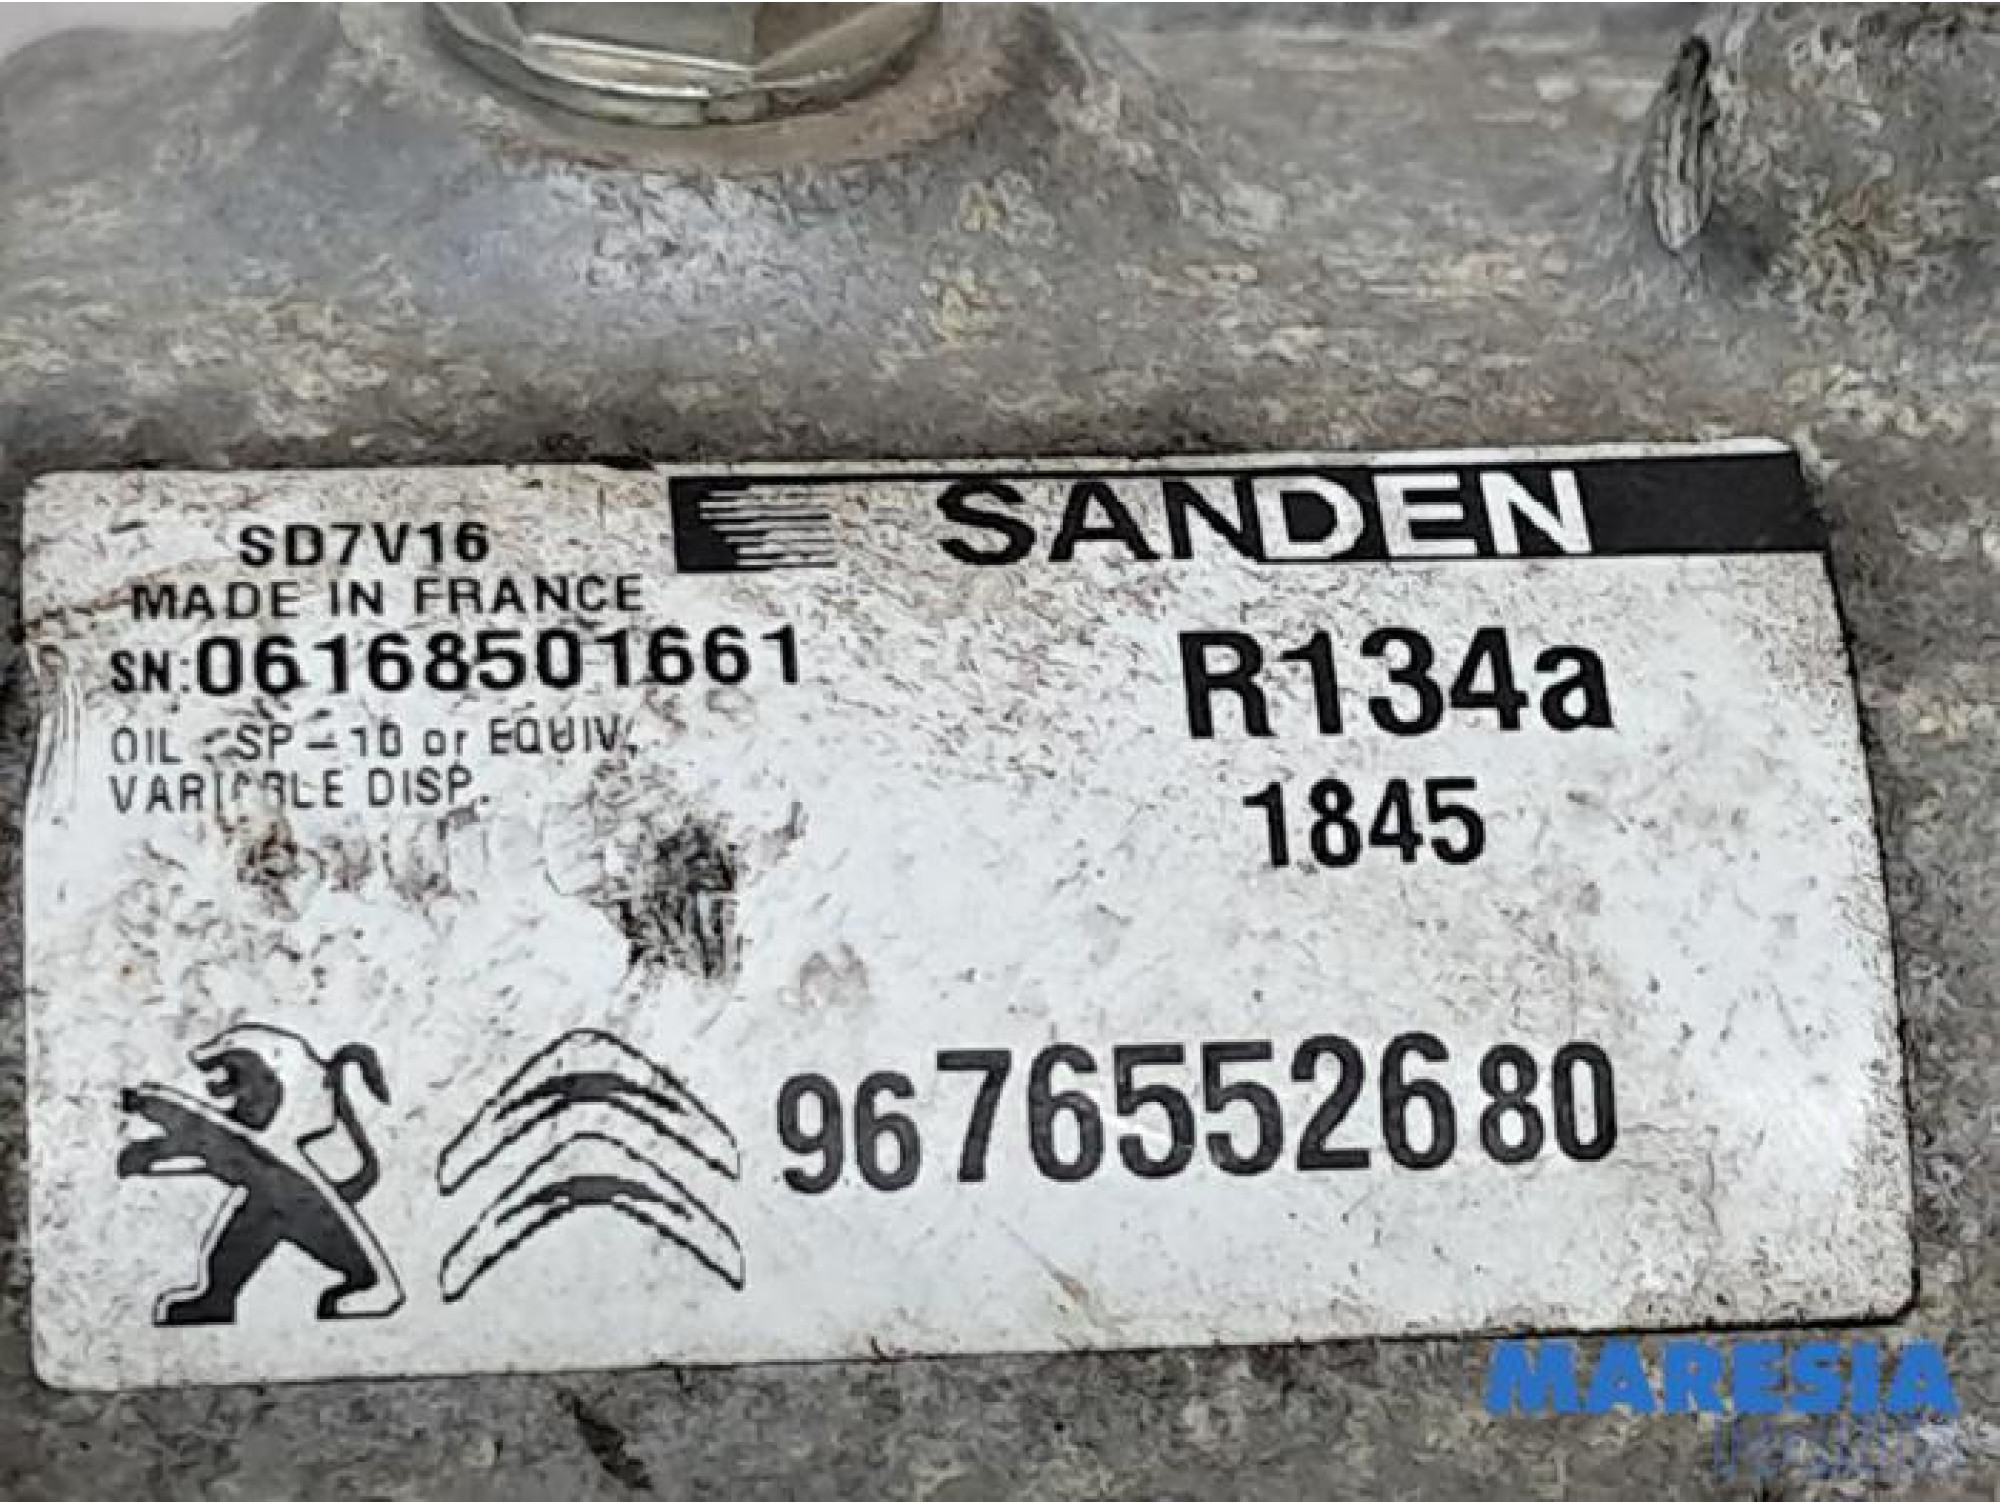 SANDEN
SD7V16
MADE IN FRANCE
SN:06168501661
R134a
OIL : SP-10 or EQUIV.
VARIABLE DISP.
1845
9676552680
MARESIA